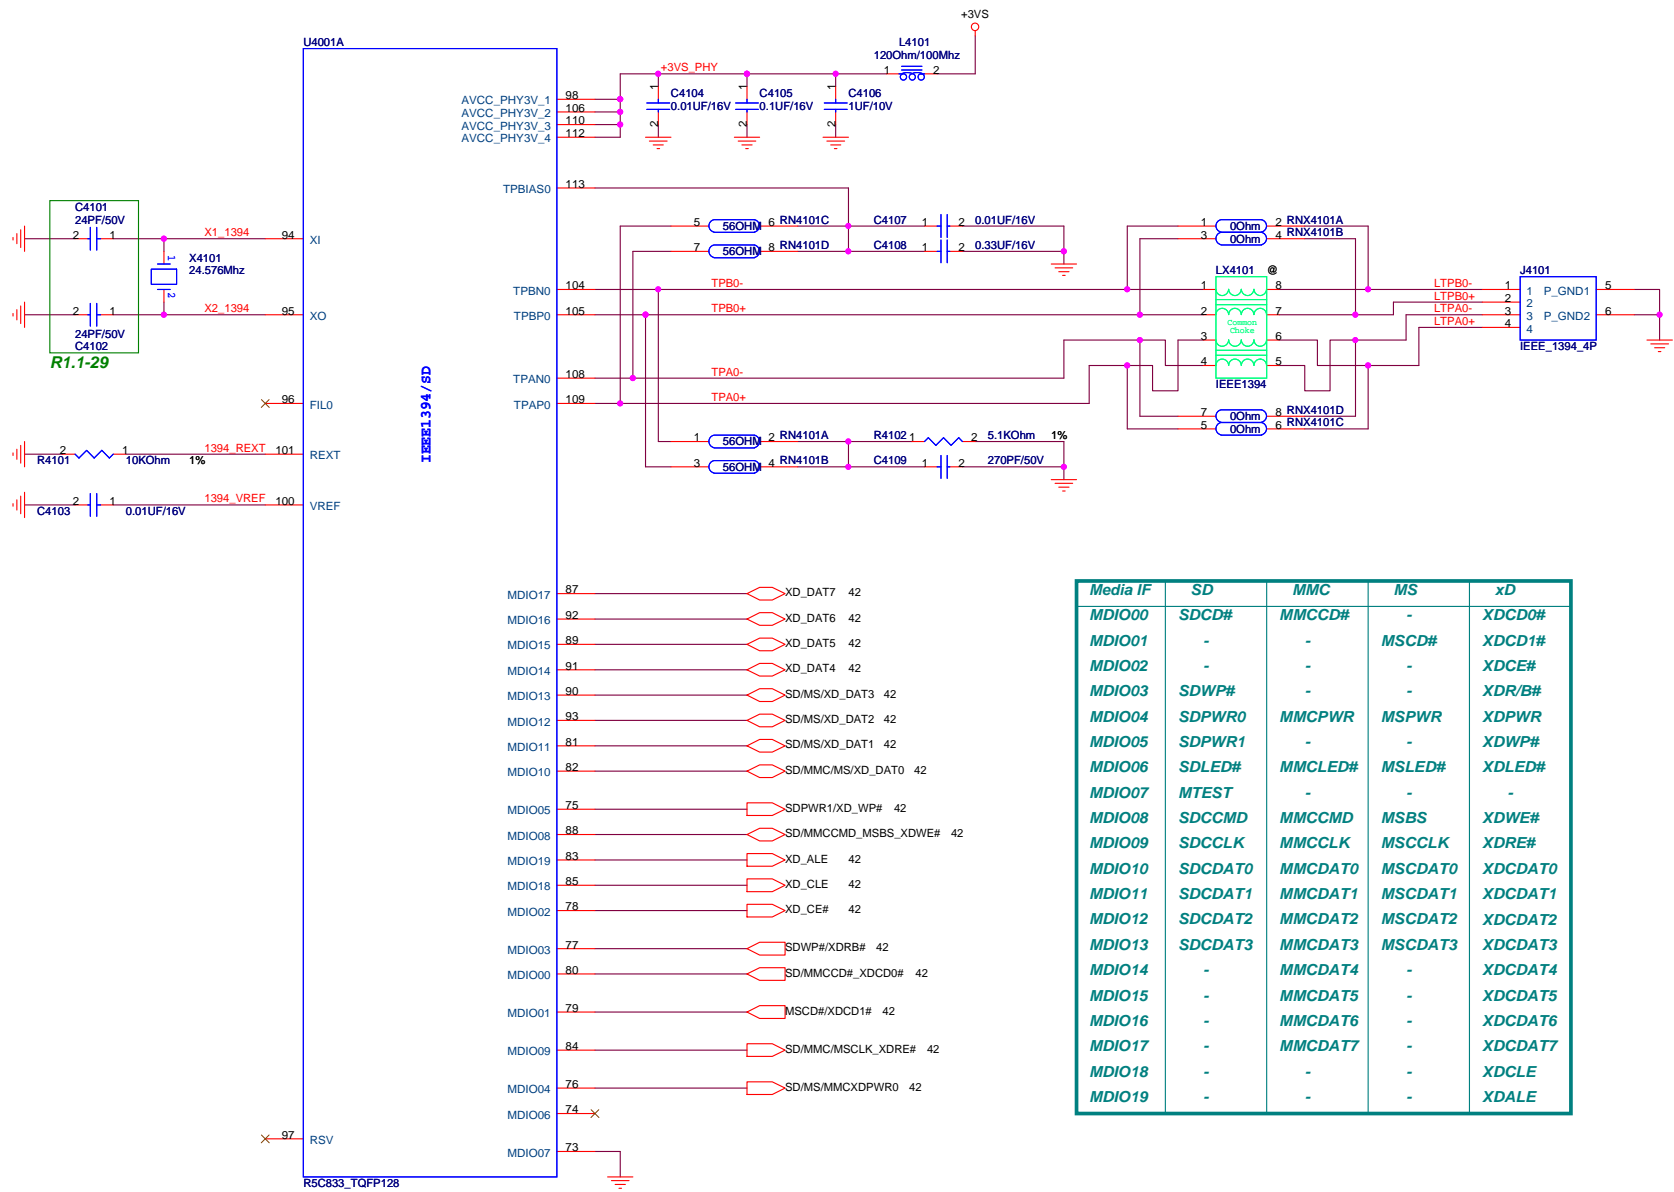 +3VS
U4001A
L4101
120Ohm/100Mhz
1 2
+3VS_PHY
AVCC_PHY3V_1 98
AVCC_PHY3V_2 106
AVCC_PHY3V_3 110
AVCC_PHY3V_4 112
1 C4104 0.01UF/16V 2
1 C4105 0.1UF/16V 2
1 C4106 1UF/10V 2
TPBIAS0 113
C4101
24PF/50V
2 1 X1_1394 94 XI
X4101
24.576Mhz
1
2
2 1 X2_1394 95 XO
24PF/50V
C4102
R1.1-29
5 56OHM 6 RN4101C C4107 1 2 0.01UF/16V
7 56OHM 8 RN4101D C4108 1 2 0.33UF/16V
1 0Ohm 2 RNX4101A
3 0Ohm 4 RNX4101B
LX4101 @
J4101
TPBN0 104 TPB0- 1 8 LTPB0- 1 1 P_GND1 5
TPBP0 105 TPB0+ 2 7 LTPB0+ 2 2
Common
Choke
3 6 LTPA0- 3 3 P_GND2 6
4 5 LTPA0+ 4 4
IEEE1394
IEEE_1394_4P
TPAN0 108 TPA0-
TPAP0 109 TPA0+
7 0Ohm 8 RNX4101D
5 0Ohm 6 RNX4101C
96 FIL0
IEEE1394/SD
1 56OHM 2 RN4101A R4102 1 2 5.1KOhm 1%
3 56OHM 4 RN4101B C4109 1 2 270PF/50V
2 1 1394_REXT 101 REXT
R4101 10KOhm 1%
2 1 1394_VREF 100 VREF
C4103 0.01UF/16V
MDIO17 87 XD_DAT7 42
MDIO16 92 XD_DAT6 42
MDIO15 89 XD_DAT5 42
MDIO14 91 XD_DAT4 42
MDIO13 90 SD/MS/XD_DAT3 42
MDIO12 93 SD/MS/XD_DAT2 42
MDIO11 81 SD/MS/XD_DAT1 42
MDIO10 82 SD/MMC/MS/XD_DAT0 42
MDIO05 75 SDPWR1/XD_WP# 42
MDIO08 88 SD/MMCCMD_MSBS_XDWE# 42
MDIO19 83 XD_ALE 42
MDIO18 85 XD_CLE 42
MDIO02 78 XD_CE# 42
MDIO03 77 SDWP#/XDRB# 42
MDIO00 80 SD/MMCCD#_XDCD0# 42
MDIO01 79 MSCD#/XDCD1# 42
MDIO09 84 SD/MMC/MSCLK_XDRE# 42
MDIO04 76 SD/MS/MMCXDPWR0 42
MDIO06 74
97 RSV
MDIO07 73
R5C833_TQFP128
Media IF SD MMC MS xD
MDIO00 SDCD# MMCCD# - XDCD0#
MDIO01 - - MSCD# XDCD1#
MDIO02 - - - XDCE#
MDIO03 SDWP# - - XDR/B#
MDIO04 SDPWR0 MMCPWR MSPWR XDPWR
MDIO05 SDPWR1 - - XDWP#
MDIO06 SDLED# MMCLED# MSLED# XDLED#
MDIO07 MTEST - - -
MDIO08 SDCCMD MMCCMD MSBS XDWE#
MDIO09 SDCCLK MMCCLK MSCCLK XDRE#
MDIO10 SDCDAT0 MMCDAT0 MSCDAT0 XDCDAT0
MDIO11 SDCDAT1 MMCDAT1 MSCDAT1 XDCDAT1
MDIO12 SDCDAT2 MMCDAT2 MSCDAT2 XDCDAT2
MDIO13 SDCDAT3 MMCDAT3 MSCDAT3 XDCDAT3
MDIO14 - MMCDAT4 - XDCDAT4
MDIO15 - MMCDAT5 - XDCDAT5
MDIO16 - MMCDAT6 - XDCDAT6
MDIO17 - MMCDAT7 - XDCDAT7
MDIO18 - - - XDCLE
MDIO19 - - - XDALE